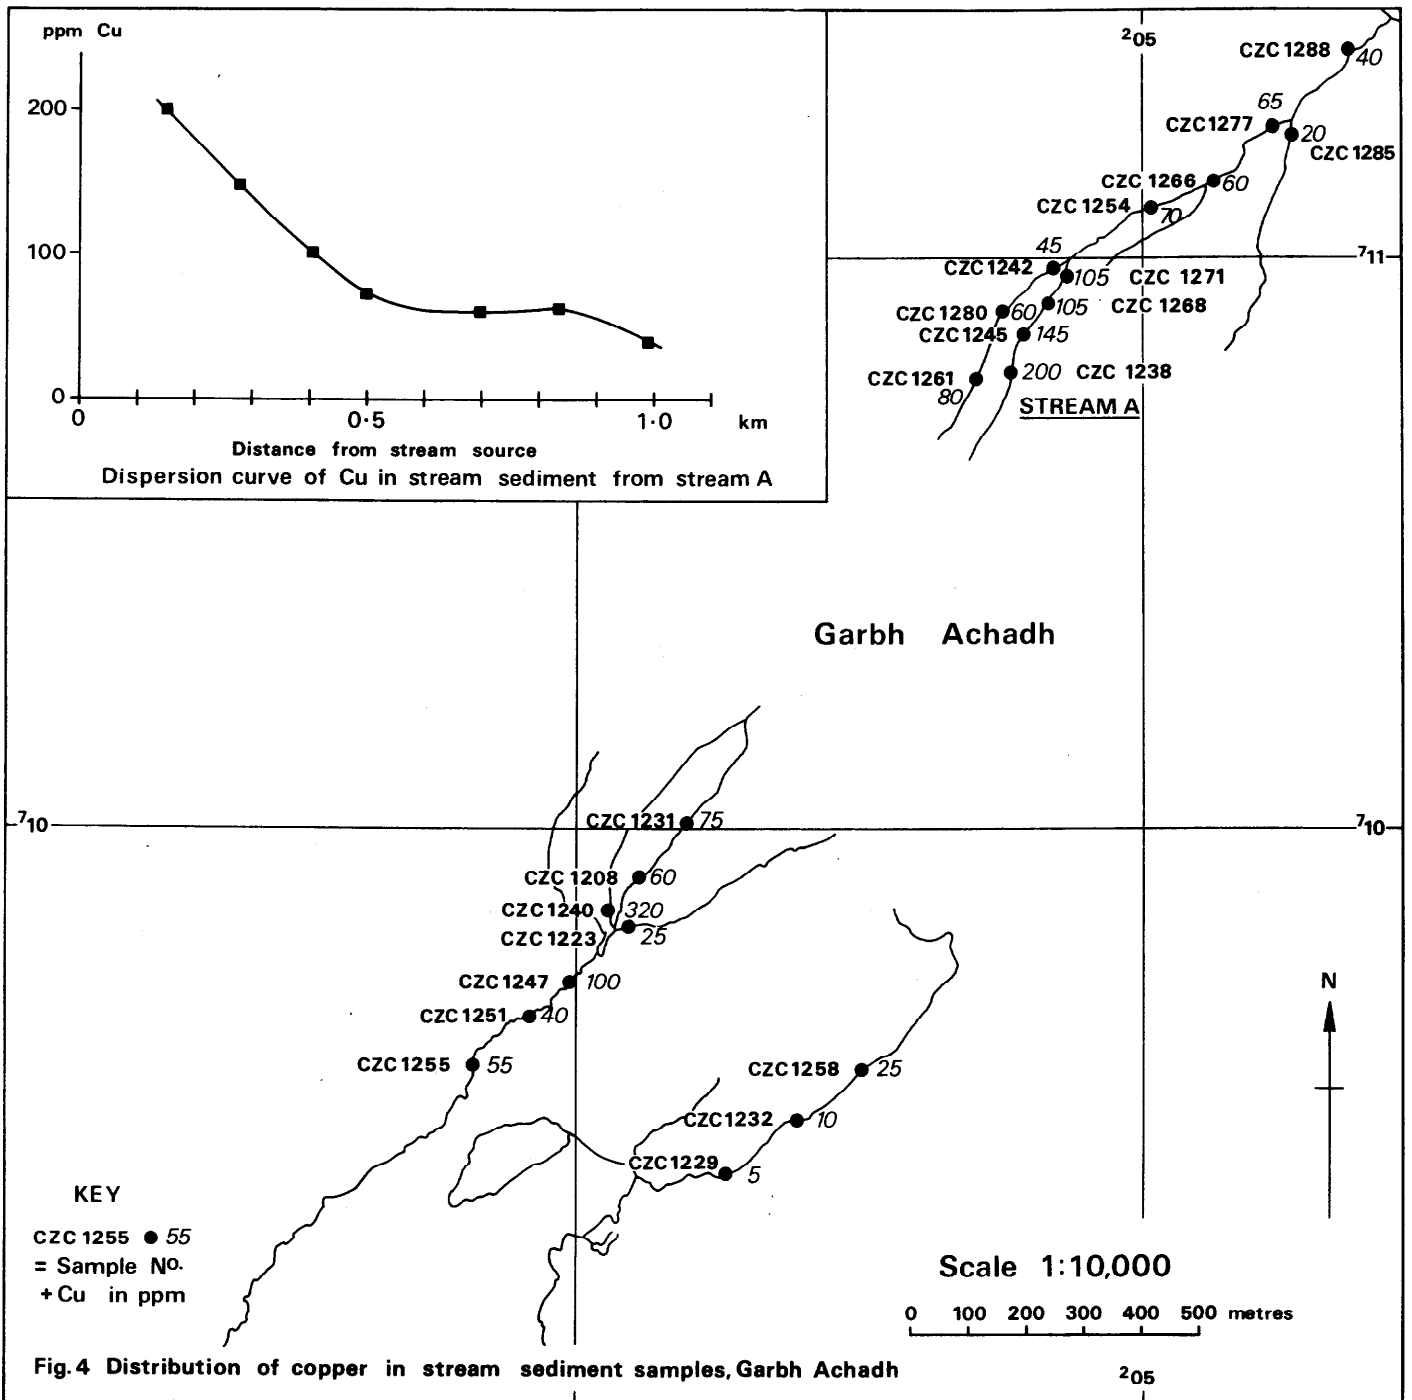 ppm Cu
200
100
0
0
0·5
1·0
km
Distance from stream source
Dispersion curve of Cu in stream sediment from stream A
²05
CZC 1288
40
65
CZC 1277
20
CZC 1285
CZC 1266
60
CZC 1254
70
45
⁷11
CZC 1242
105
CZC 1271
CZC 1280
60
105
CZC 1268
CZC 1245
145
CZC 1261
80
200
CZC 1238
STREAM A
Garbh Achadh
⁷10
CZC 1231
75
⁷10
CZC 1208
60
CZC 1240
320
CZC 1223
25
CZC 1247
100
CZC 1251
40
CZC 1255
55
CZC 1258
25
CZC 1232
10
CZC 1229
5
N
KEY
CZC 1255 ● 55
= Sample No.
+ Cu in ppm
Scale 1:10,000
0 100 200 300 400 500 metres
Fig. 4 Distribution of copper in stream sediment samples, Garbh Achadh
²05